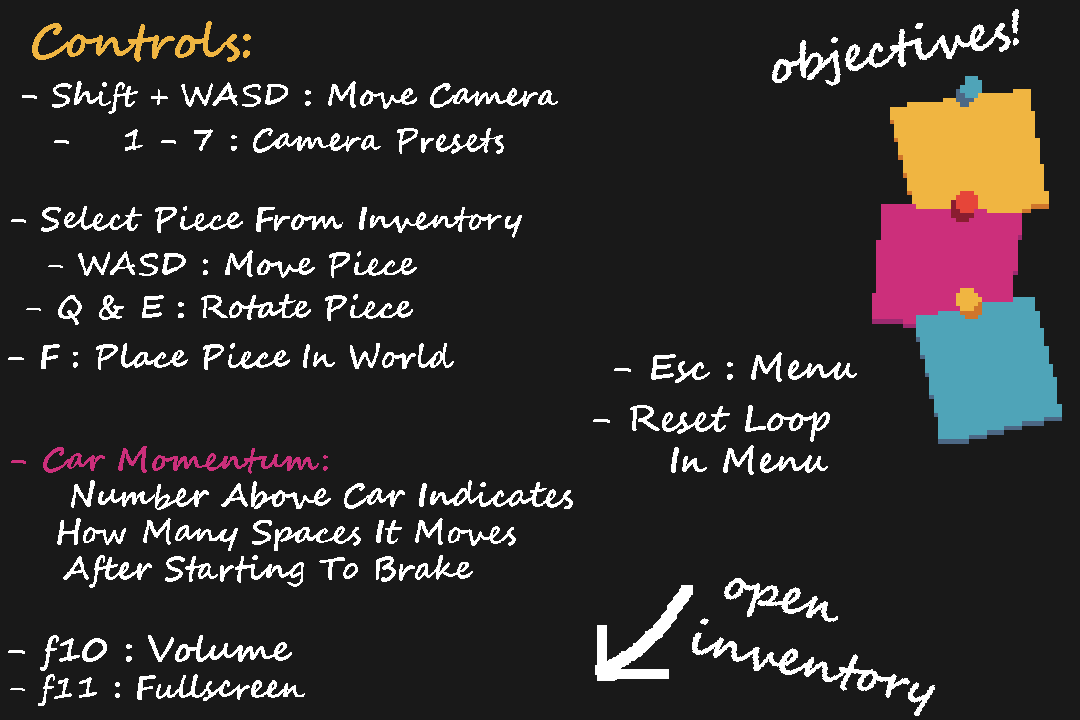 Controls:
- Shift + WASD : Move Camera
- 1 - 7 : Camera Presets
- Select Piece From Inventory
- WASD : Move Piece
- Q & E : Rotate Piece
- F : Place Piece In World
- Car Momentum:
Number Above Car Indicates
How Many Spaces It Moves
After Starting To Brake
- f10 : Volume
- f11 : Fullscreen
objectives!
- Esc : Menu
- Reset Loop
In Menu
open
inventory